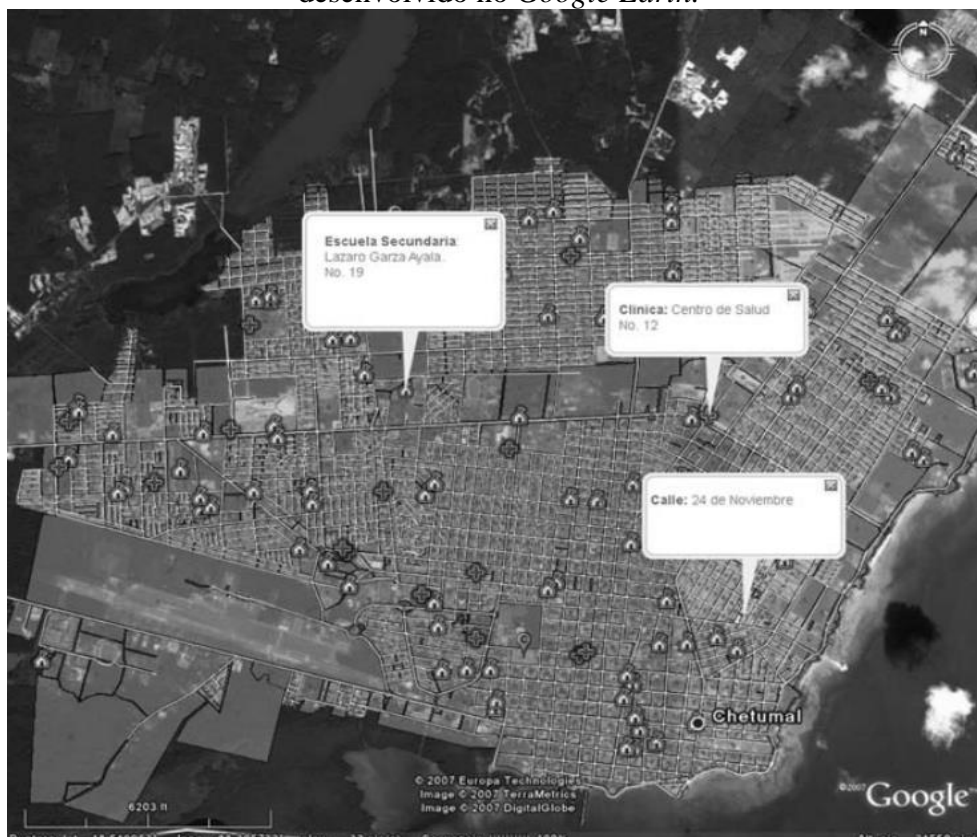 desenvolvido no Google Earth.
N
Escuela Secundaria:
Lazaro Garza Ayala.
No. 19
Clinica: Centro de Salud
No. 12
Calle: 24 de Noviembre
Chetumal
© 2007 Europa Technologies
Image © 2007 TerraMetrics
Image © 2007 DigitalGlobe
©2007 Google
6203 ft